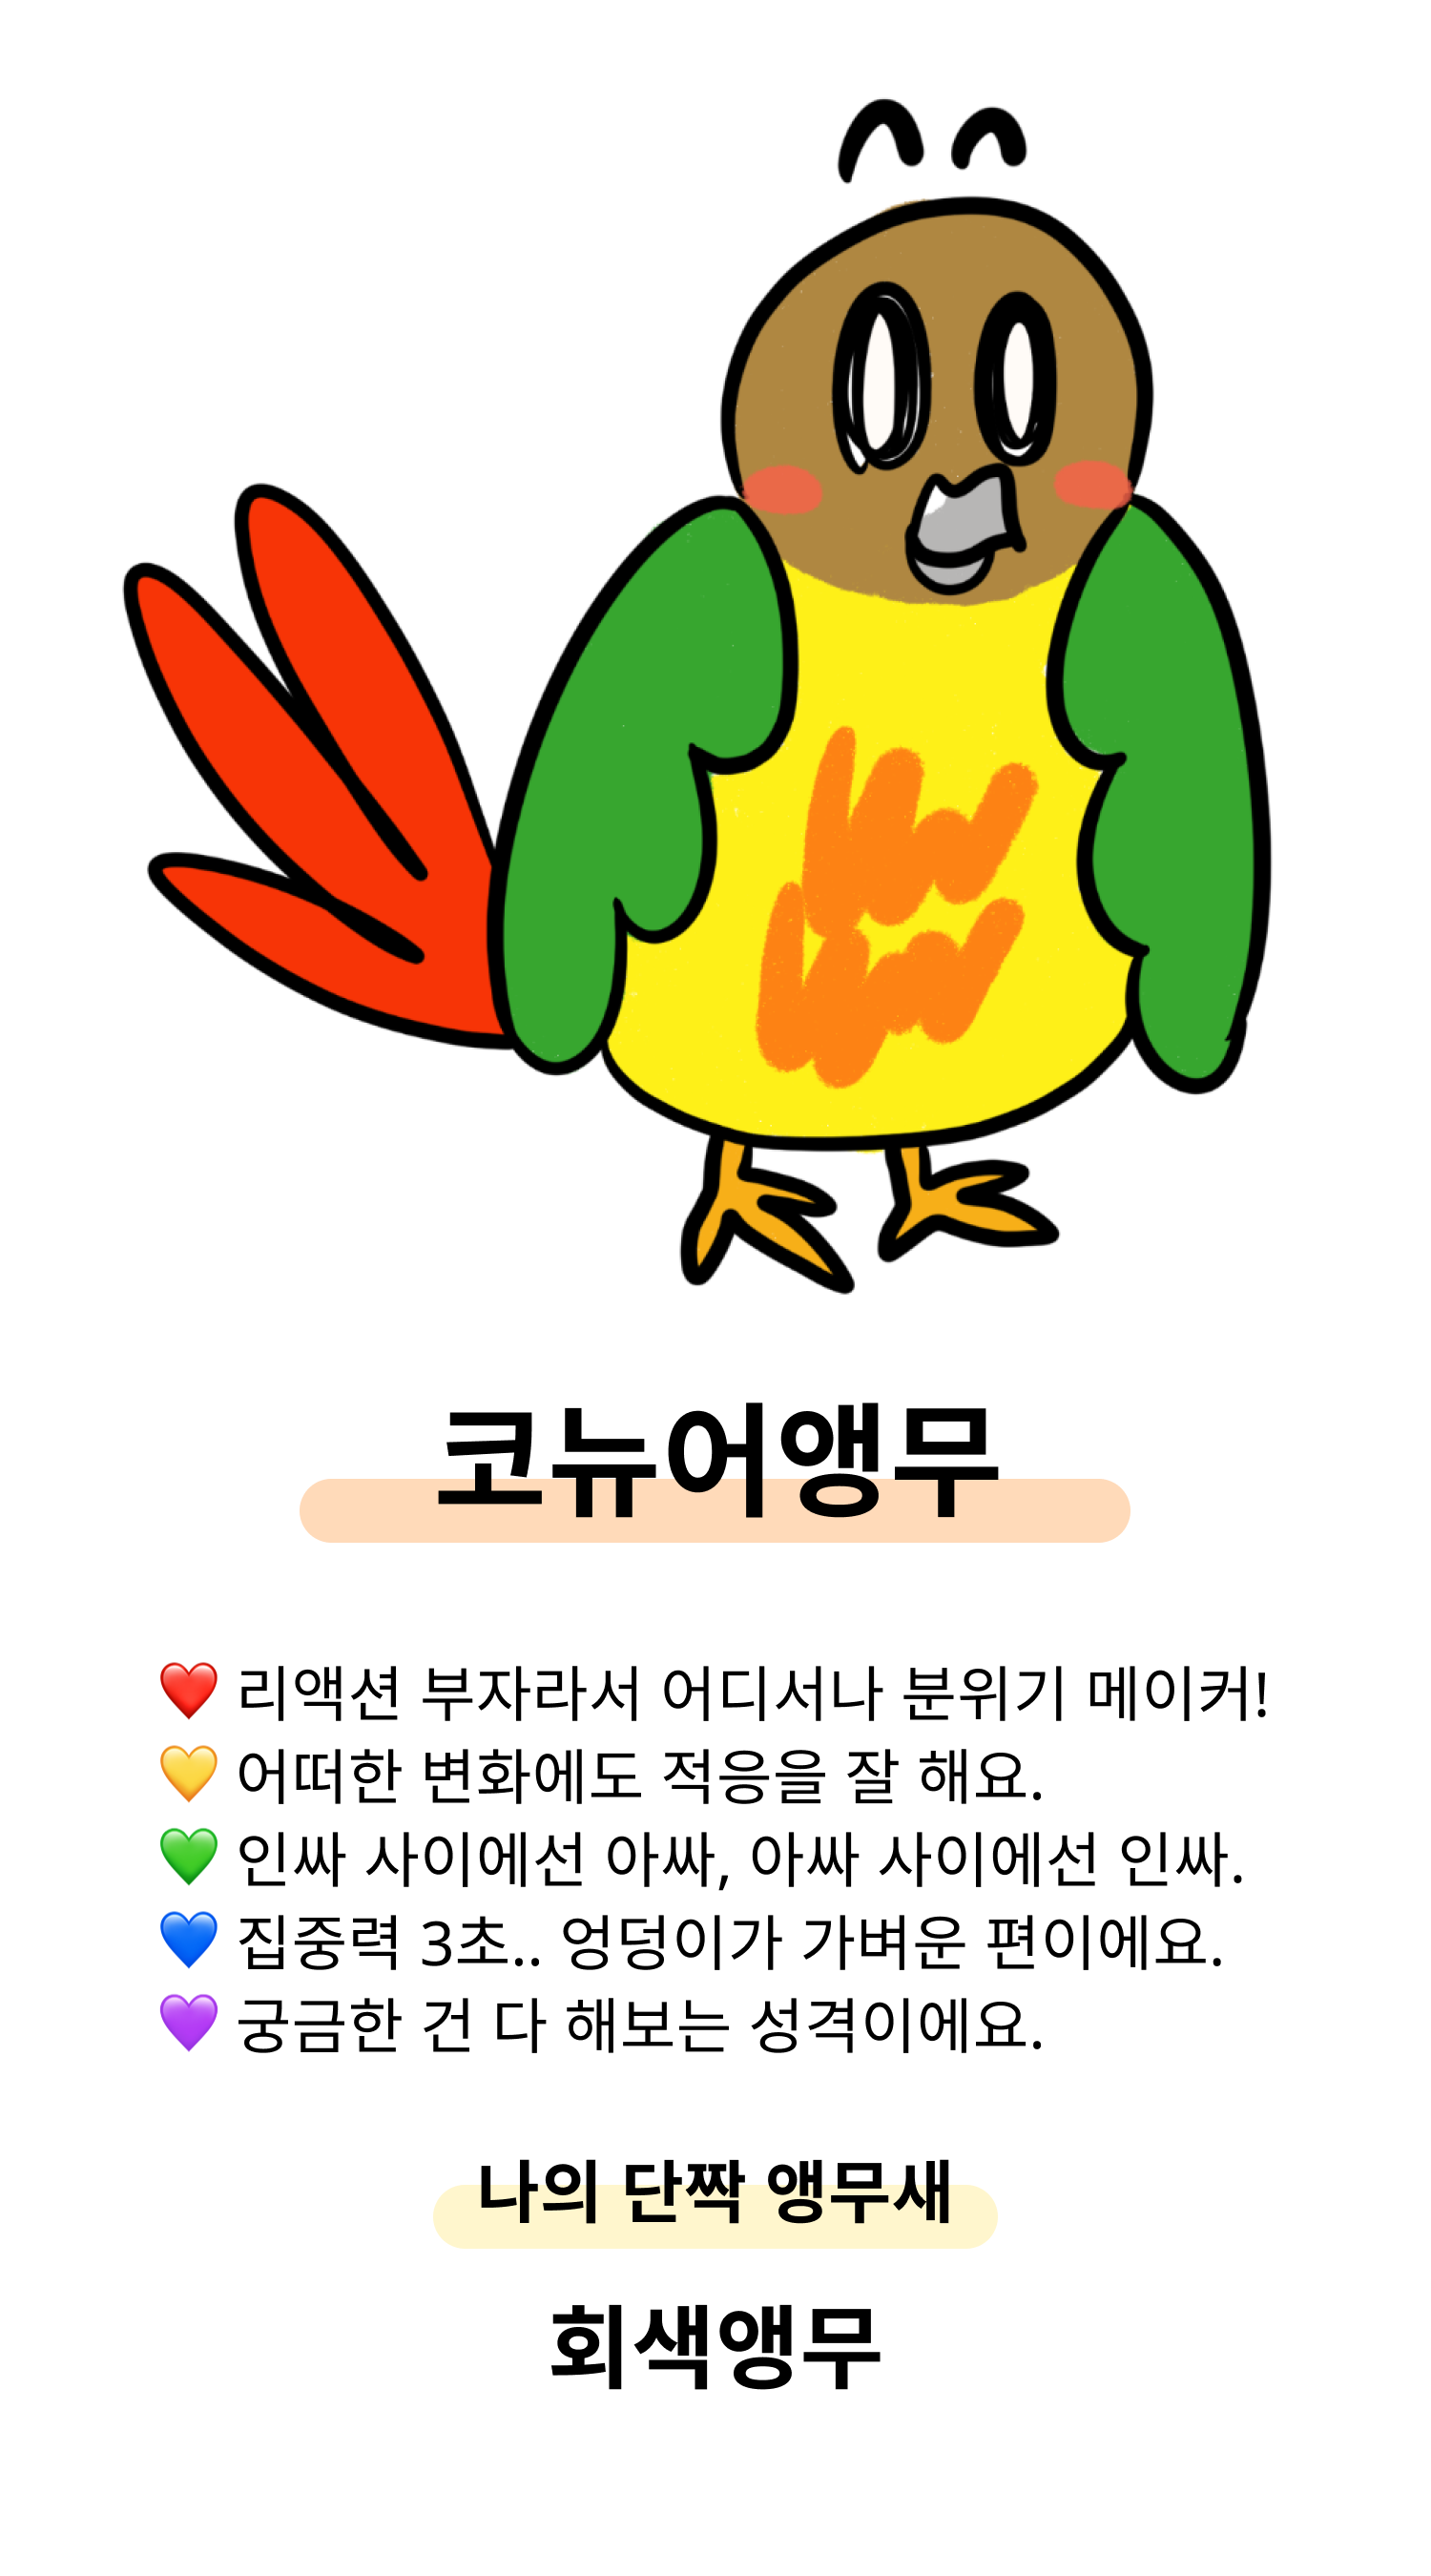 코뉴어앵무
❤️ 리액션 부자라서 어디서나 분위기 메이커!
💛 어떠한 변화에도 적응을 잘 해요.
💚 인싸 사이에선 아싸, 아싸 사이에선 인싸.
💙 집중력 3초.. 엉덩이가 가벼운 편이에요.
💜 궁금한 건 다 해보는 성격이에요.
나의 단짝 앵무새
회색앵무